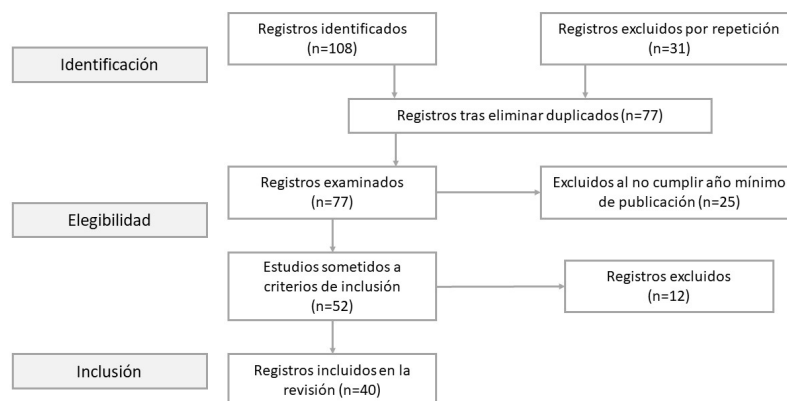 Identificación
Registros identificados
(n=108)
Registros excluidos por repetición
(n=31)
Registros tras eliminar duplicados (n=77)
Elegibilidad
Registros examinados
(n=77)
Excluidos al no cumplir año mínimo
de publicación (n=25)
Estudios sometidos a
criterios de inclusión
(n=52)
Registros excluidos
(n=12)
Inclusión
Registros incluidos en la
revisión (n=40)